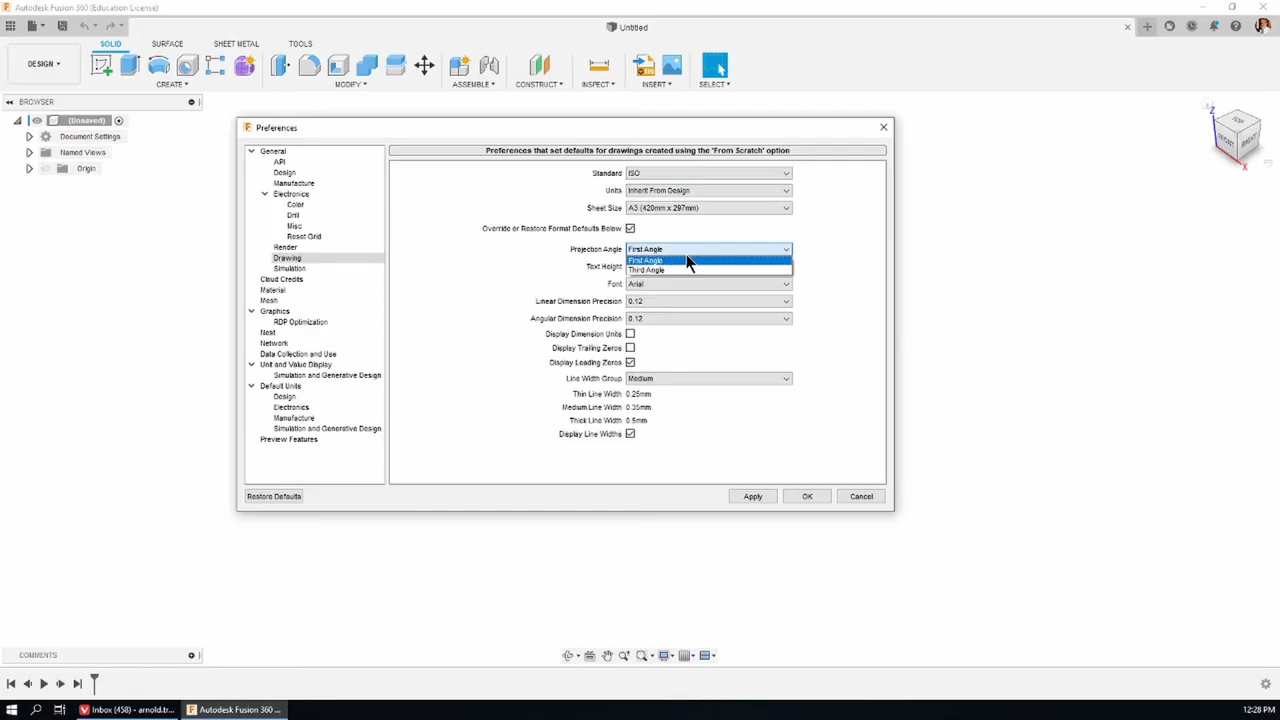 Autodesk Fusion 360 (Education License)
Untitled
SOLID SURFACE SHEET METAL TOOLS
DESIGN
CREATE MODIFY ASSEMBLE CONSTRUCT INSPECT INSERT SELECT
BROWSER
(Unsaved)
Document Settings
Named Views
Origin
Z
TOP
FRONT
RIGHT
X
Preferences
General
API
Design
Manufacture
Electronics
Color
Drill
Misc
Reset Grid
Render
Drawing
Simulation
Cloud Credits
Material
Mesh
Graphics
RDP Optimization
Nest
Network
Data Collection and Use
Unit and Value Display
Simulation and Generative Design
Default Units
Design
Electronics
Manufacture
Simulation and Generative Design
Preview Features
Preferences that set defaults for drawings created using the 'From Scratch' option
Standard ISO
Units Inherit From Design
Sheet Size A3 (420mm x 297mm)
Override or Restore Format Defaults Below
Projection Angle First Angle
First Angle
Text Height Third Angle
Font Arial
Linear Dimension Precision 0.12
Angular Dimension Precision 0.12
Display Dimension Units
Display Trailing Zeros
Display Leading Zeros
Line Width Group Medium
Thin Line Width 0.25mm
Medium Line Width 0.35mm
Thick Line Width 0.5mm
Display Line Widths
Restore Defaults Apply OK Cancel
COMMENTS
Inbox (458) - arnold.tr... Autodesk Fusion 360 ... 12:28 PM